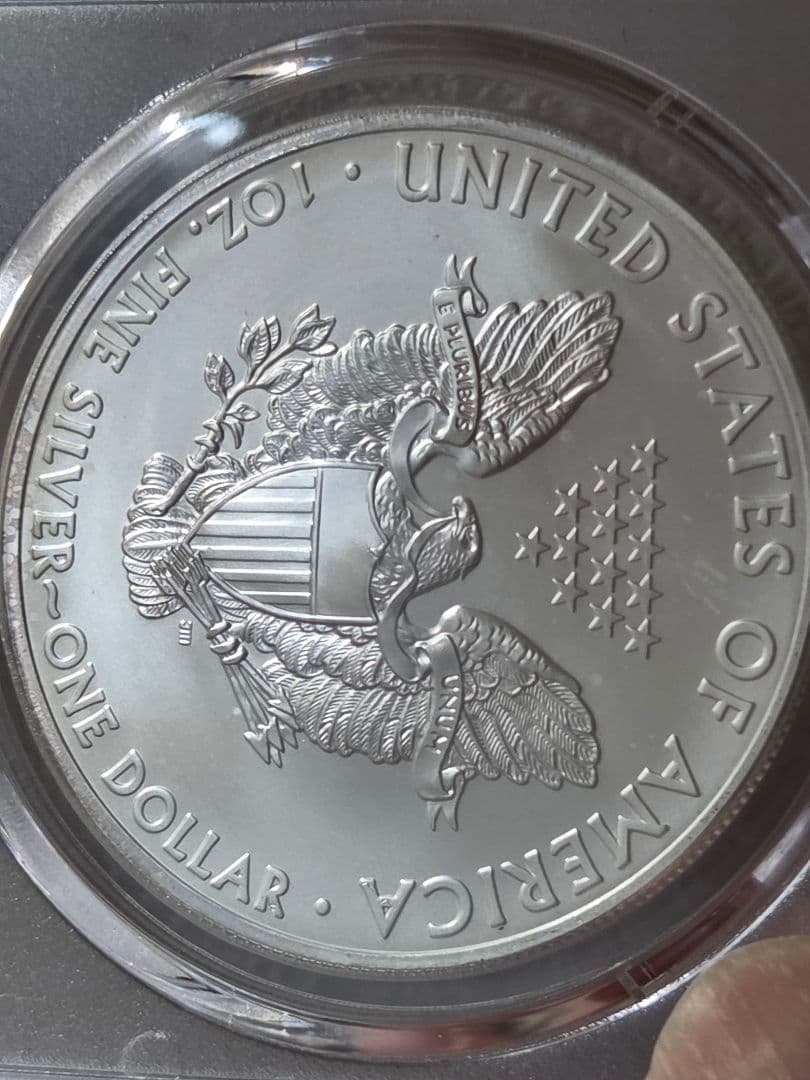 UNITED STATES OF AMERICA
E PLURIBUS
UNUM
• 1 OZ. FINE SILVER~ONE DOLLAR •